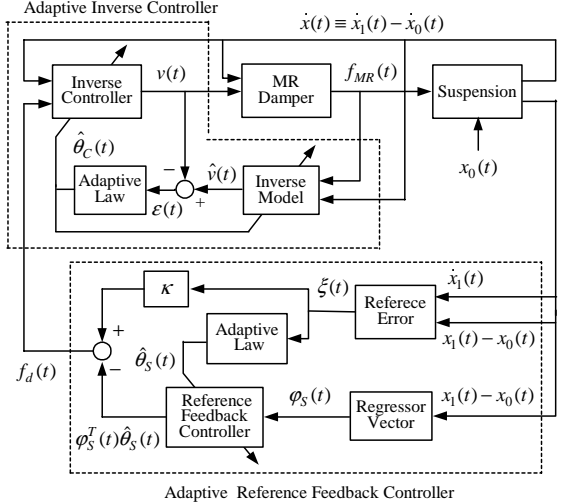 Adaptive Inverse Controller
ẋ(t) ≡ ẋ₁(t) − ẋ₀(t)
Inverse
Controller
v(t)
MR
Damper
f_MR(t)
Suspension
x₀(t)
θ̂_C(t)
Adaptive
Law
ε(t)
−
+
v̂(t)
Inverse
Model
κ
ξ(t)
Referece
Error
ẋ₁(t)
x₁(t) − x₀(t)
Adaptive
Law
+
−
f_d(t)
θ̂_S(t)
Reference
Feedback
Controller
φ_S(t)
Regressor
Vector
x₁(t) − x₀(t)
φ_S^T(t)θ̂_S(t)
Adaptive Reference Feedback Controller